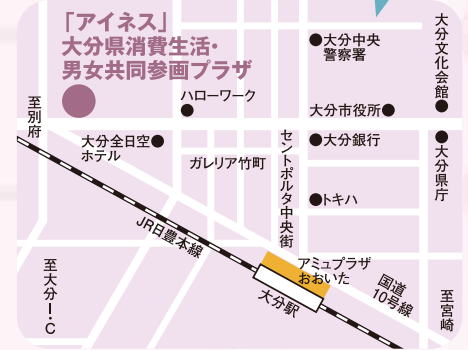 「アイネス」
大分県消費生活・
男女共同参画プラザ
大分中央
警察署
大分文化会館
至別府
ハローワーク
大分市役所
大分全日空
ホテル
ガレリア竹町
セントポルタ中央街
大分銀行
大分県庁
トキハ
JR日豊本線
アミュプラザ
おおいた
大分駅
国道
10号線
至大分I・C
至宮崎